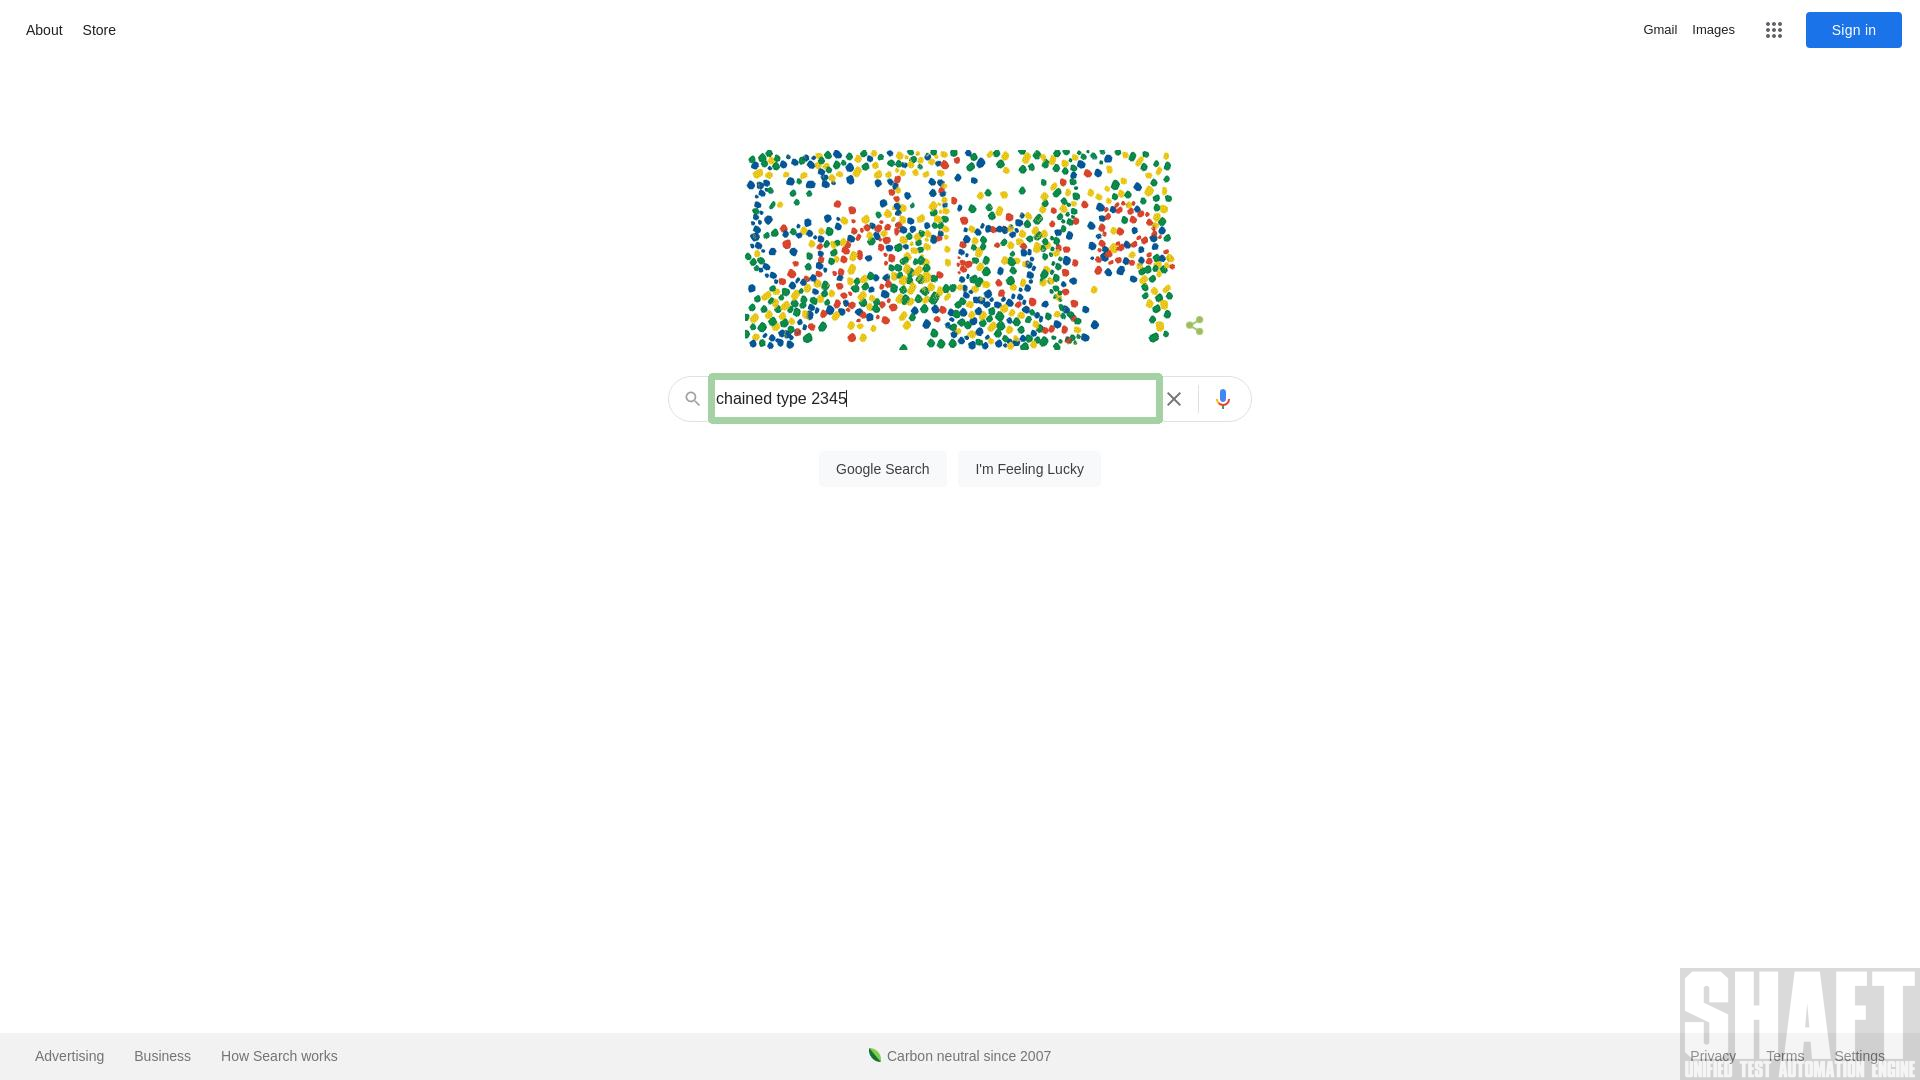 About Store
Gmail Images Sign in
chained type 2345
Google Search I'm Feeling Lucky
Advertising Business How Search works
Carbon neutral since 2007
Privacy Terms Settings
SHAFT
UNIFIED TEST AUTOMATION ENGINE